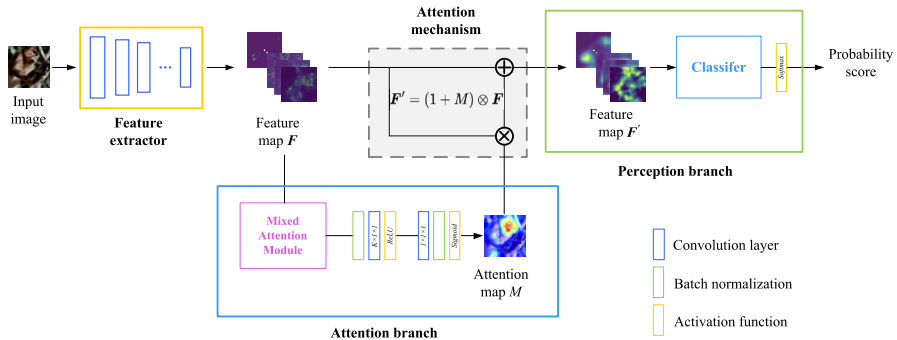 Attention
mechanism
Input
image
Feature
extractor
Feature
map F
F′ = (1 + M) ⊗ F
Feature
map F′
Classifer
Softmax
Probability
score
Perception branch
Mixed
Attention
Module
K×1×1
ReLU
1×1×1
Sigmoid
Attention
map M
Attention branch
Convolution layer
Batch normalization
Activation function